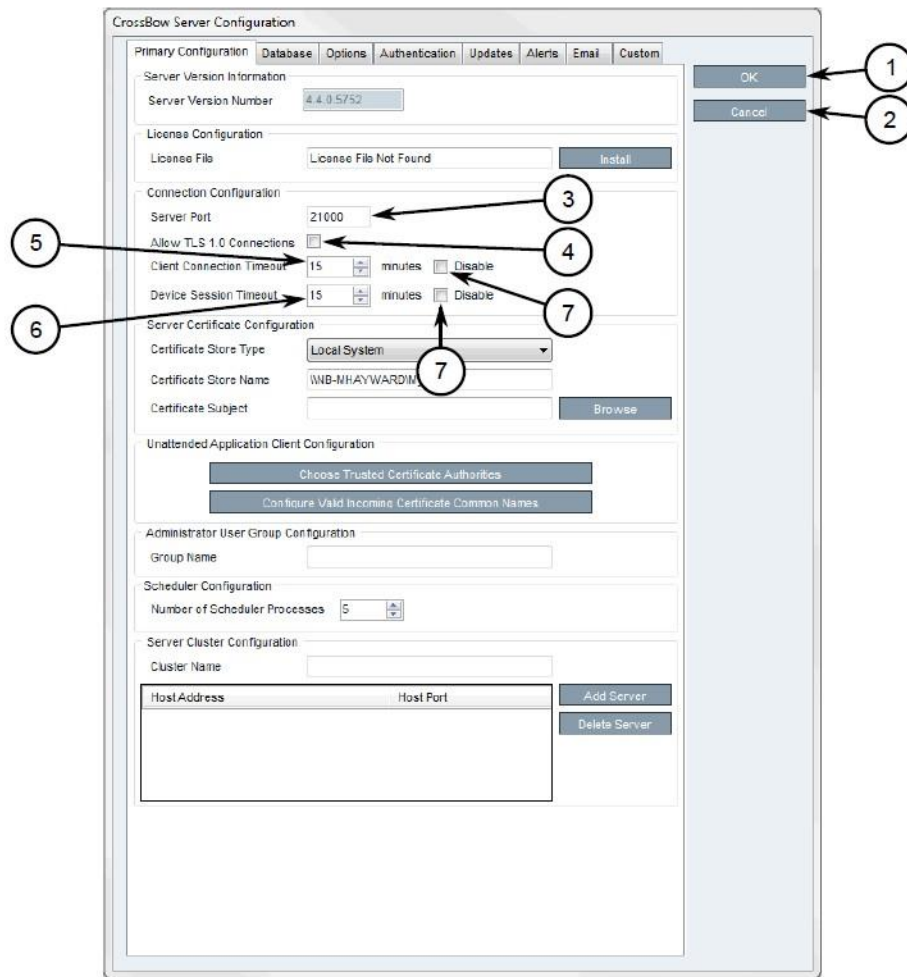 CrossBow Server Configuration
Primary Configuration Database Options Authentication Updates Alerts Email Custom
Server Version Information
OK
1
Server Version Number 4.4.0.5752
Cancel
2
License Configuration
License File License File Not Found Install
Connection Configuration
3
Server Port 21000
5
Allow TLS 1.0 Connections
4
Client Connection Timeout 15 minutes Disable
Device Session Timeout 15 minutes Disable
6
7
Server Certificate Configuration
Certificate Store Type Local System
7
Certificate Store Name
Certificate Subject Browse
Unattended Application Client Configuration
Choose Trusted Certificate Authorities
Configure Valid Incoming Certificate Common Names
Administrator User Group Configuration
Group Name
Scheduler Configuration
Number of Scheduler Processes 5
Server Cluster Configuration
Cluster Name
Host Address Host Port Add Server
Delete Server